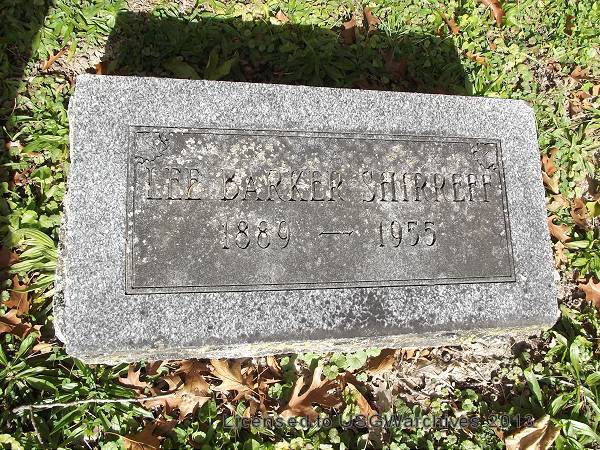 LEE BARKER SHIRREFF
1889 — 1955
Licensed to USGWArchives 2013